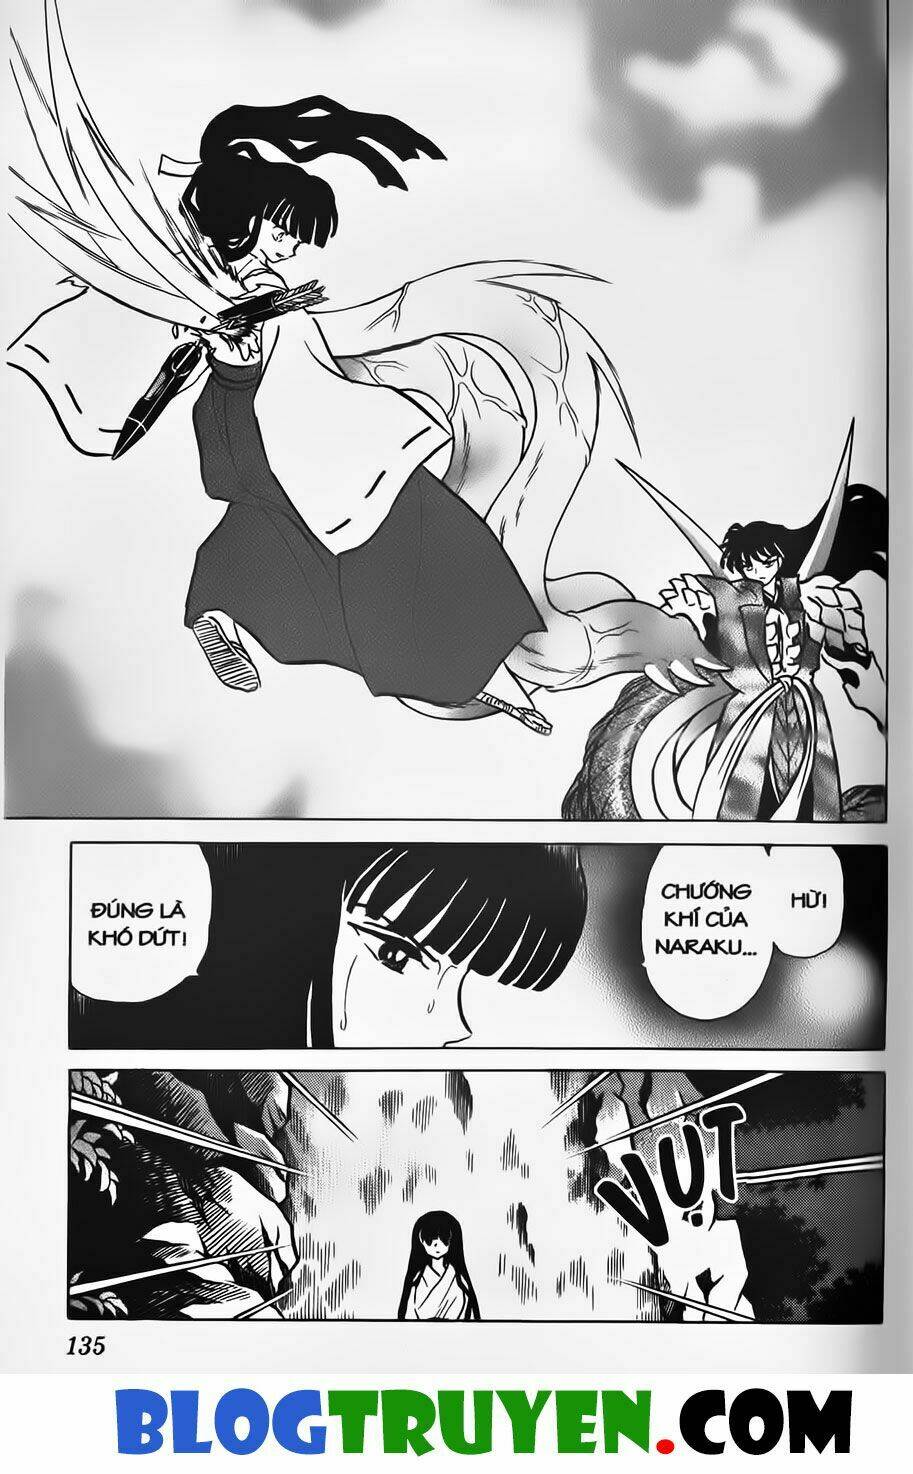 HỪ!
CHƯỚNG
KHÍ CỦA
NARAKU...
ĐÚNG LÀ
KHÓ DỨT!
VỤT
135
BLOGTRUYEN.COM